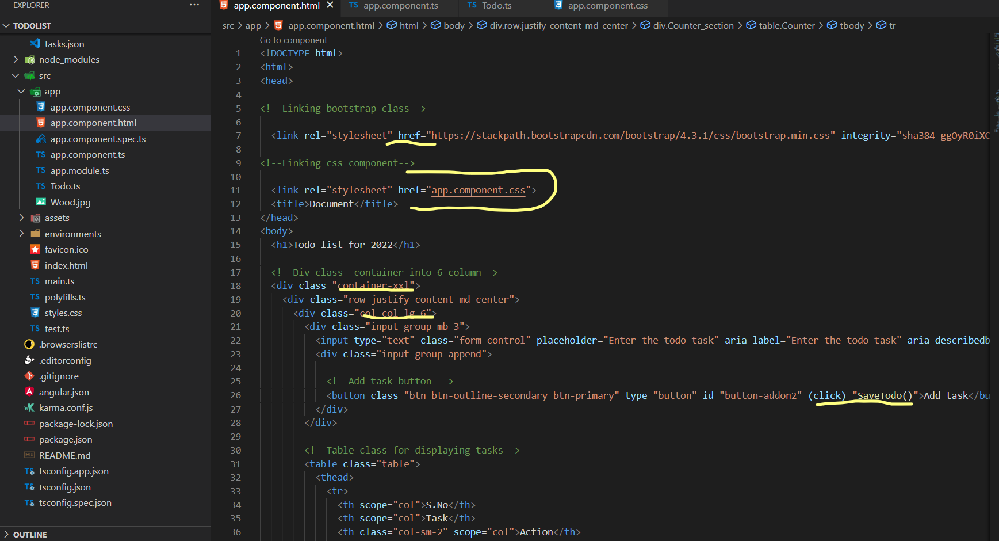 EXPLORER
TODOLIST
tasks.json
node_modules
src
app
app.component.css
app.component.html
app.component.spec.ts
app.component.ts
app.module.ts
Todo.ts
Wood.jpg
assets
environments
favicon.ico
index.html
main.ts
polyfills.ts
styles.css
test.ts
.browserslistrc
.editorconfig
.gitignore
angular.json
karma.conf.js
package-lock.json
package.json
README.md
tsconfig.app.json
tsconfig.json
tsconfig.spec.json
OUTLINE
app.component.html TS app.component.ts TS Todo.ts app.component.css
src > app > app.component.html > html > body > div.row.justify-content-md-center > div.Counter_section > table.Counter > tbody > tr
Go to component
1 <!DOCTYPE html>
2 <html>
3 <head>
4
5 <!--Linking bootstrap class-->
6
7 <link rel="stylesheet" href="https://stackpath.bootstrapcdn.com/bootstrap/4.3.1/css/bootstrap.min.css" integrity="sha384-ggOyR0iXC
8
9 <!--Linking css component-->
10
11 <link rel="stylesheet" href="app.component.css">
12 <title>Document</title>
13 </head>
14 <body>
15 <h1>Todo list for 2022</h1>
16
17 <!--Div class  container into 6 column-->
18 <div class="container-xxl">
19 <div class="row justify-content-md-center">
20 <div class="col col-lg-6">
21 <div class="input-group mb-3">
22 <input type="text" class="form-control" placeholder="Enter the todo task" aria-label="Enter the todo task" aria-describedb
23 <div class="input-group-append">
24
25 <!--Add task button -->
26 <button class="btn btn-outline-secondary btn-primary" type="button" id="button-addon2" (click)="SaveTodo()">Add task</bu
27 </div>
28 </div>
29
30 <!--Table class for displaying tasks-->
31 <table class="table">
32 <thead>
33 <tr>
34 <th scope="col">S.No</th>
35 <th scope="col">Task</th>
36 <th class="col-sm-2" scope="col">Action</th>